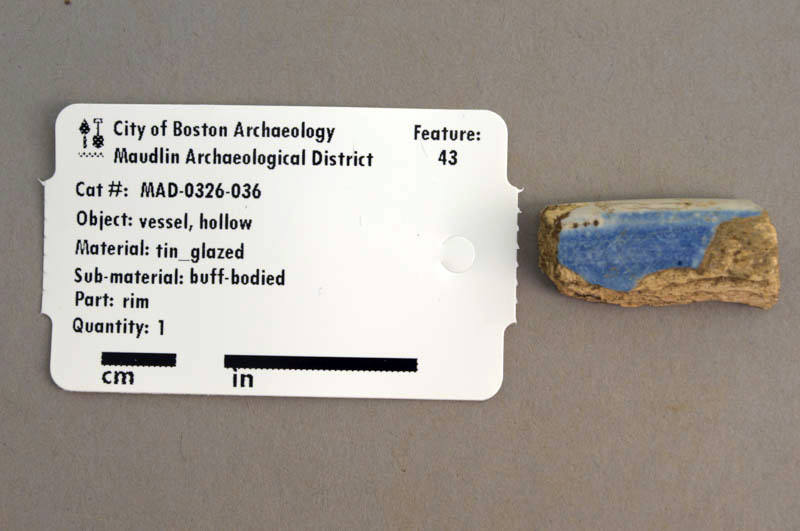 City of Boston Archaeology
Maudlin Archaeological District
Feature:
43
Cat #: MAD-0326-036
Object: vessel, hollow
Material: tin_glazed
Sub-material: buff-bodied
Part: rim
Quantity: 1
cm
in